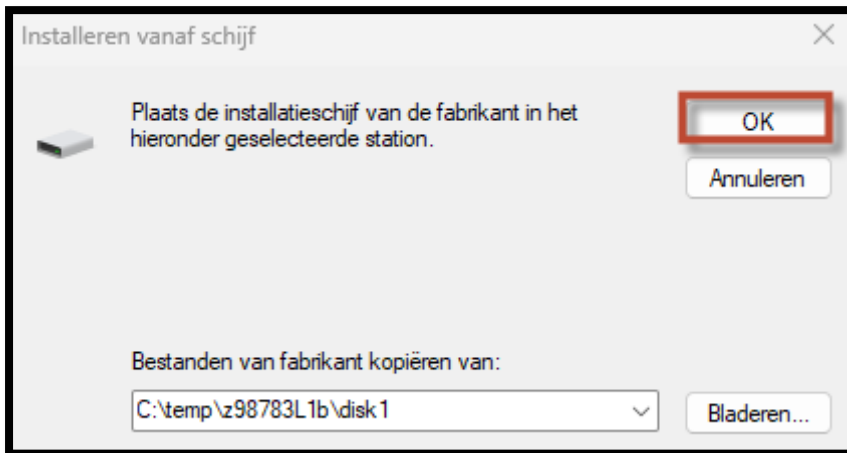 Installeren vanaf schijf
Plaats de installatieschijf van de fabrikant in het
hieronder geselecteerde station.
OK
Annuleren
Bestanden van fabrikant kopiëren van:
C:\temp\z98783L1b\disk1
Bladeren...